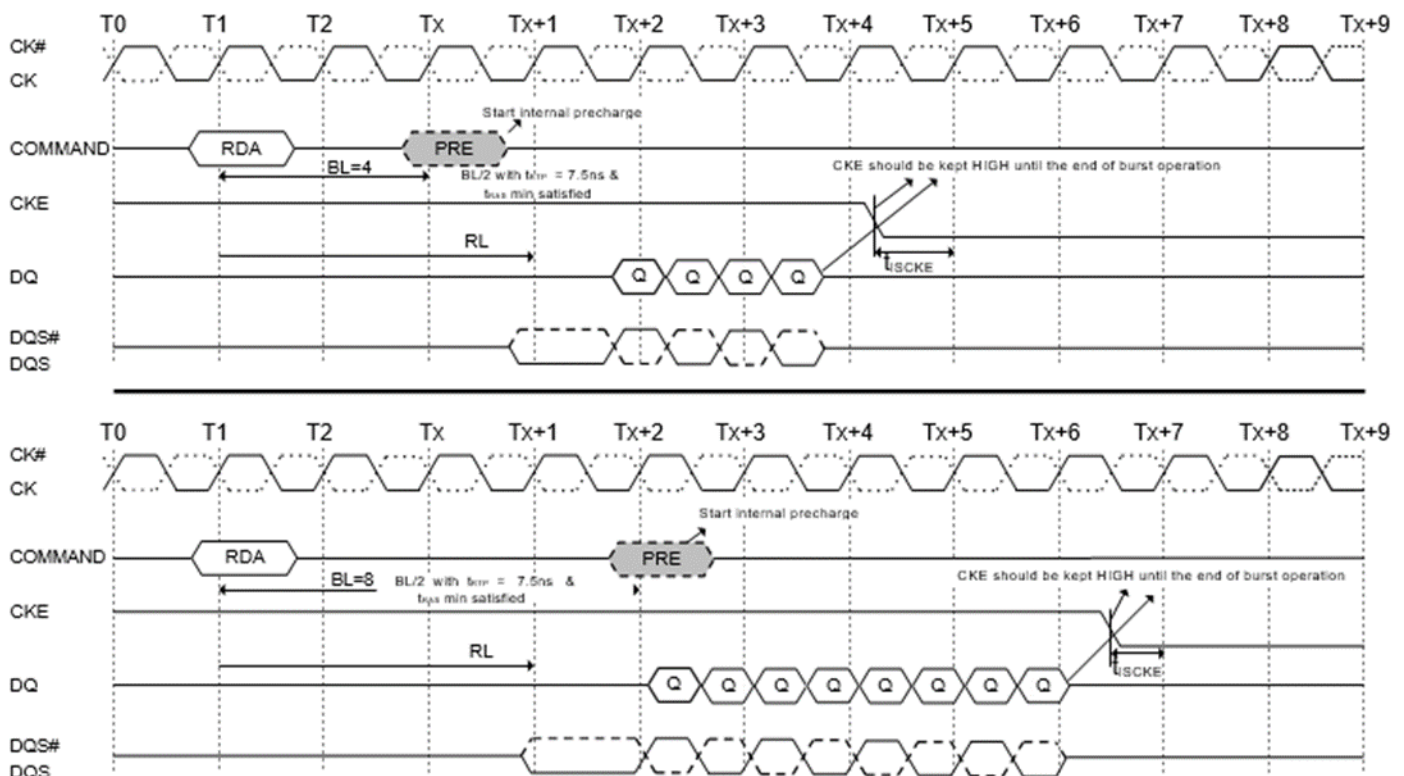 T0 T1 T2 Tx Tx+1 Tx+2 Tx+3 Tx+4 Tx+5 Tx+6 Tx+7 Tx+8 Tx+9
CK#
CK
Start internal precharge
COMMAND RDA PRE
BL=4
CKE should be kept HIGH until the end of burst operation
BL/2 with tRTP = 7.5ns &
tRAS min satisfied
CKE
RL
tISCKE
DQ Q Q Q Q
DQS#
DQS
T0 T1 T2 Tx Tx+1 Tx+2 Tx+3 Tx+4 Tx+5 Tx+6 Tx+7 Tx+8 Tx+9
CK#
CK
Start internal precharge
COMMAND RDA PRE
BL=8 BL/2 with tRTP = 7.5ns &
CKE should be kept HIGH until the end of burst operation
tRAS min satisfied
CKE
RL
tISCKE
DQ Q Q Q Q Q Q Q Q
DQS#
DQS